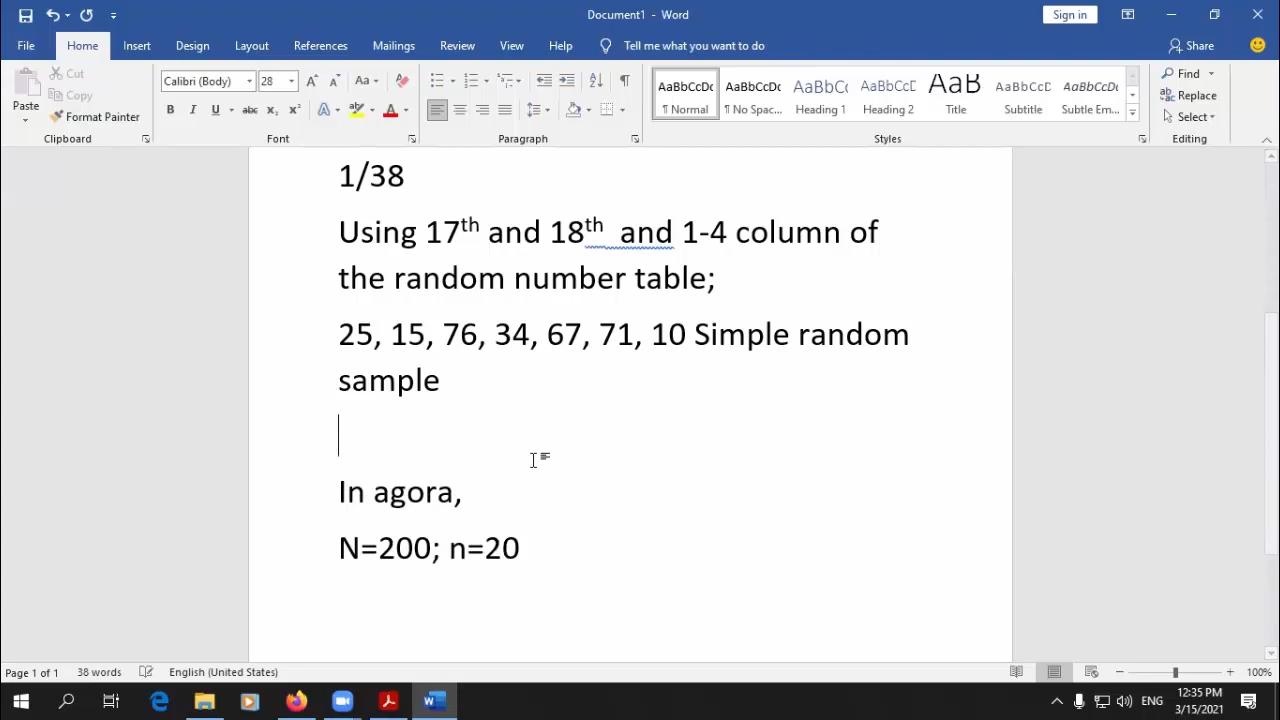 Document1 - Word
Sign in
File Home Insert Design Layout References Mailings Review View Help Tell me what you want to do Share
Paste
Cut
Copy
Format Painter
Clipboard
Calibri (Body) 28
Font
Paragraph
AaBbCcDc AaBbCcDc AaBbCc AaBbCcD AaB AaBbCcD AaBbCcDc
¶ Normal ¶ No Spac... Heading 1 Heading 2 Title Subtitle Subtle Em...
Styles
Find
Replace
Select
Editing
1/38
Using 17th and 18th and 1-4 column of
the random number table;
25, 15, 76, 34, 67, 71, 10 Simple random
sample
In agora,
N=200; n=20
Page 1 of 1 38 words English (United States) 100%
ENG
12:35 PM
3/15/2021